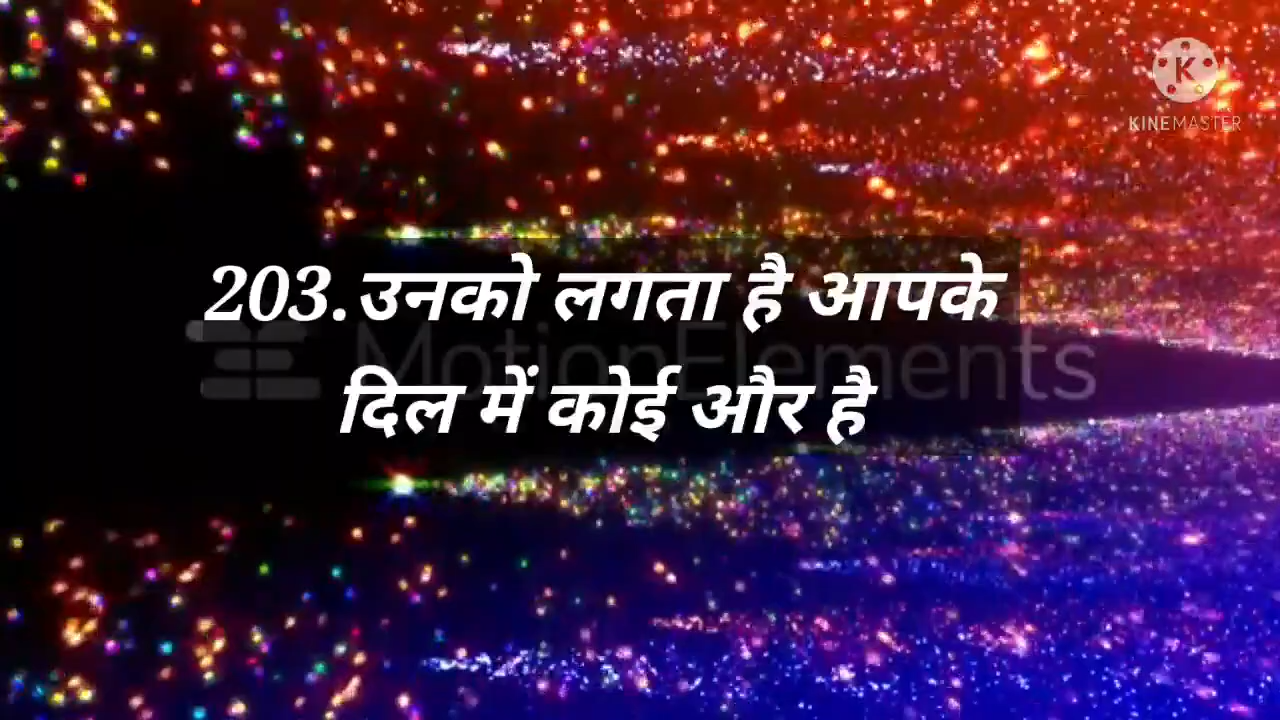 KINEMASTER
203.उनको लगता है आपके
MotionElements
दिल में कोई और है